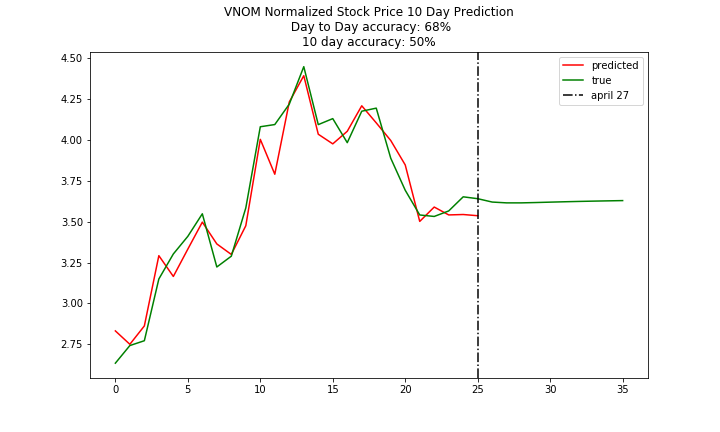 VNOM Normalized Stock Price 10 Day Prediction
Day to Day accuracy: 68%
10 day accuracy: 50%
4.50
4.25
4.00
3.75
3.50
3.25
3.00
2.75
predicted
true
april 27
0 5 10 15 20 25 30 35